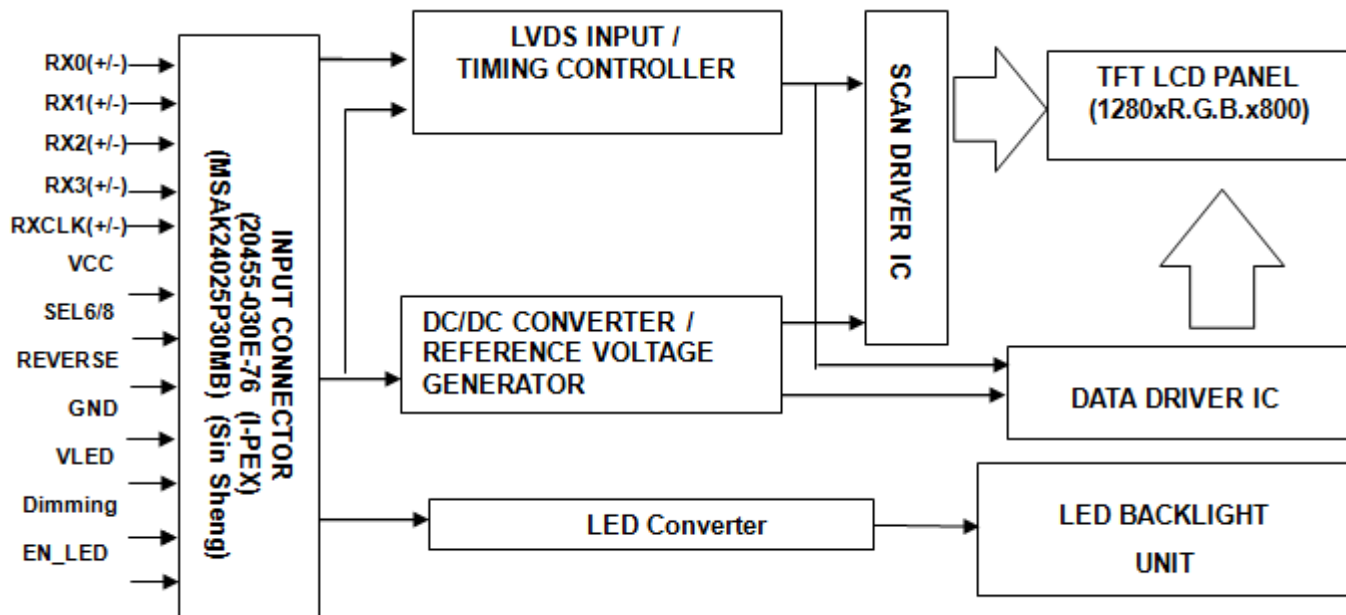 RX0(+/-)
RX1(+/-)
RX2(+/-)
RX3(+/-)
RXCLK(+/-)
VCC
SEL6/8
REVERSE
GND
VLED
Dimming
EN_LED
INPUT CONNECTOR
(20455-030E-76 (I-PEX)
(MSAK24025P30MB) (Sin Sheng)
LVDS INPUT /
TIMING CONTROLLER
DC/DC CONVERTER /
REFERENCE VOLTAGE
GENERATOR
LED Converter
SCAN DRIVER IC
TFT LCD PANEL
(1280xR.G.B.x800)
DATA DRIVER IC
LED BACKLIGHT
UNIT